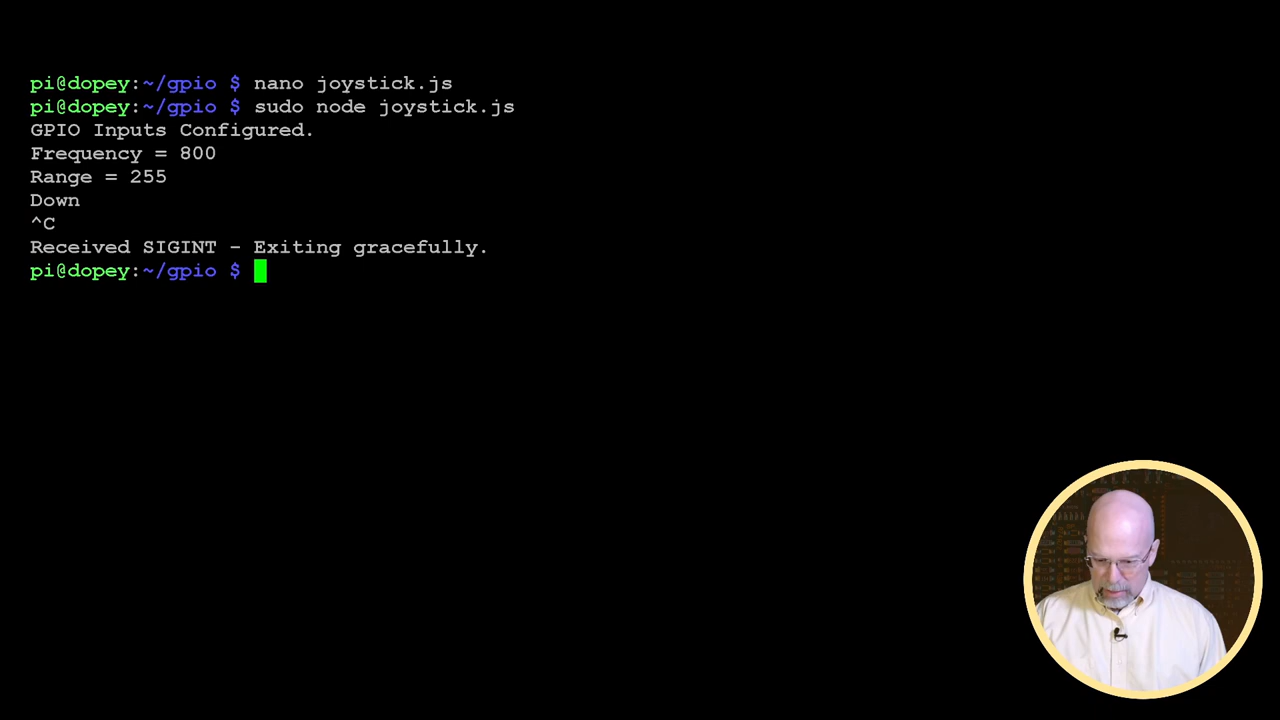 pi@dopey:~/gpio $ nano joystick.js
pi@dopey:~/gpio $ sudo node joystick.js
GPIO Inputs Configured.
Frequency = 800
Range = 255
Down
^C
Received SIGINT - Exiting gracefully.
pi@dopey:~/gpio $